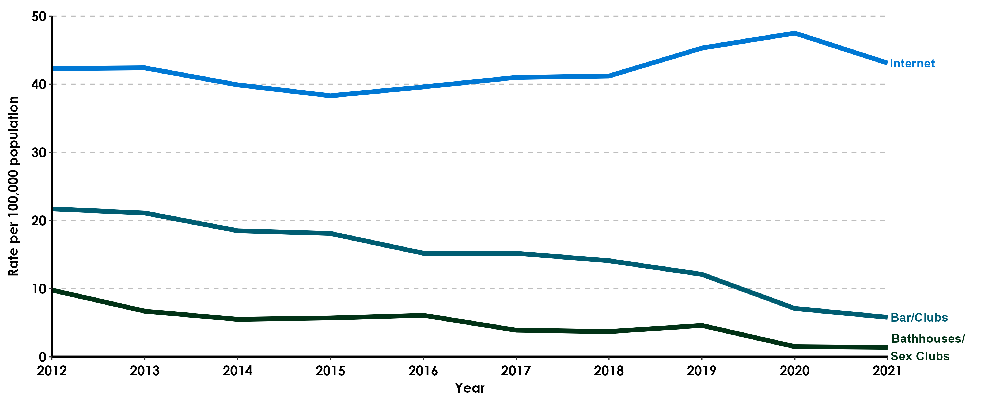 50
40
30
20
10
0
Rate per 100,000 population
Internet
Bar/Clubs
Bathhouses/
Sex Clubs
2012 2013 2014 2015 2016 2017 2018 2019 2020 2021
Year